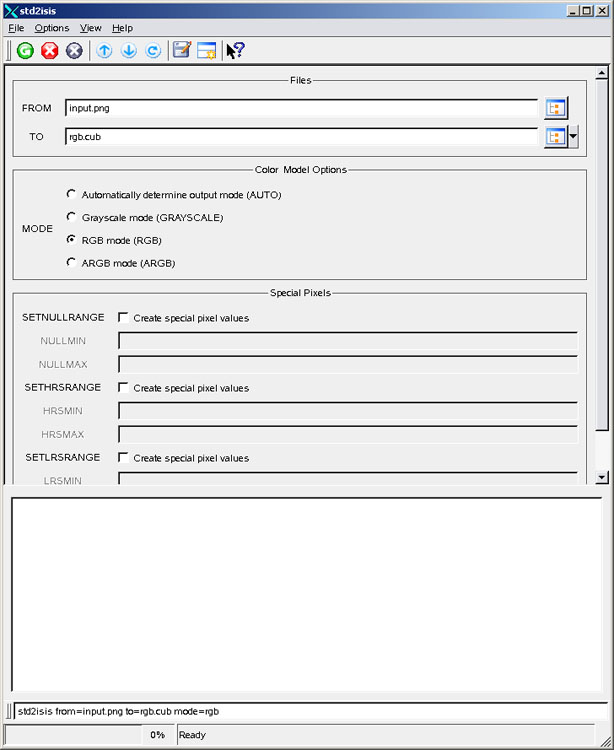 std2isis
File Options View Help
Files
FROM input.png
TO rgb.cub
Color Model Options
MODE
Automatically determine output mode (AUTO)
Grayscale mode (GRAYSCALE)
RGB mode (RGB)
ARGB mode (ARGB)
Special Pixels
SETNULLRANGE Create special pixel values
NULLMIN
NULLMAX
SETHRSRANGE Create special pixel values
HRSMIN
HRSMAX
SETLRSRANGE Create special pixel values
LRSMIN
std2isis from=input.png to=rgb.cub mode=rgb
0% Ready